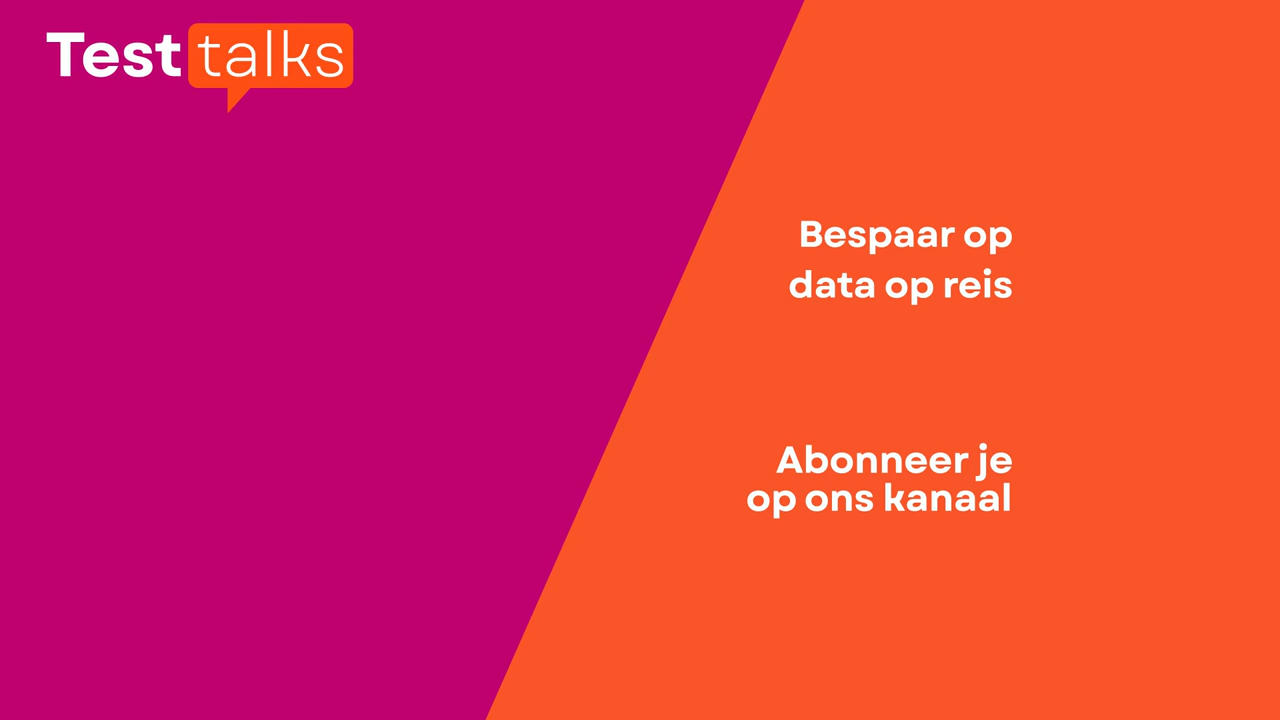 Test talks
Bespaar op
data op reis
Abonneer je
op ons kanaal